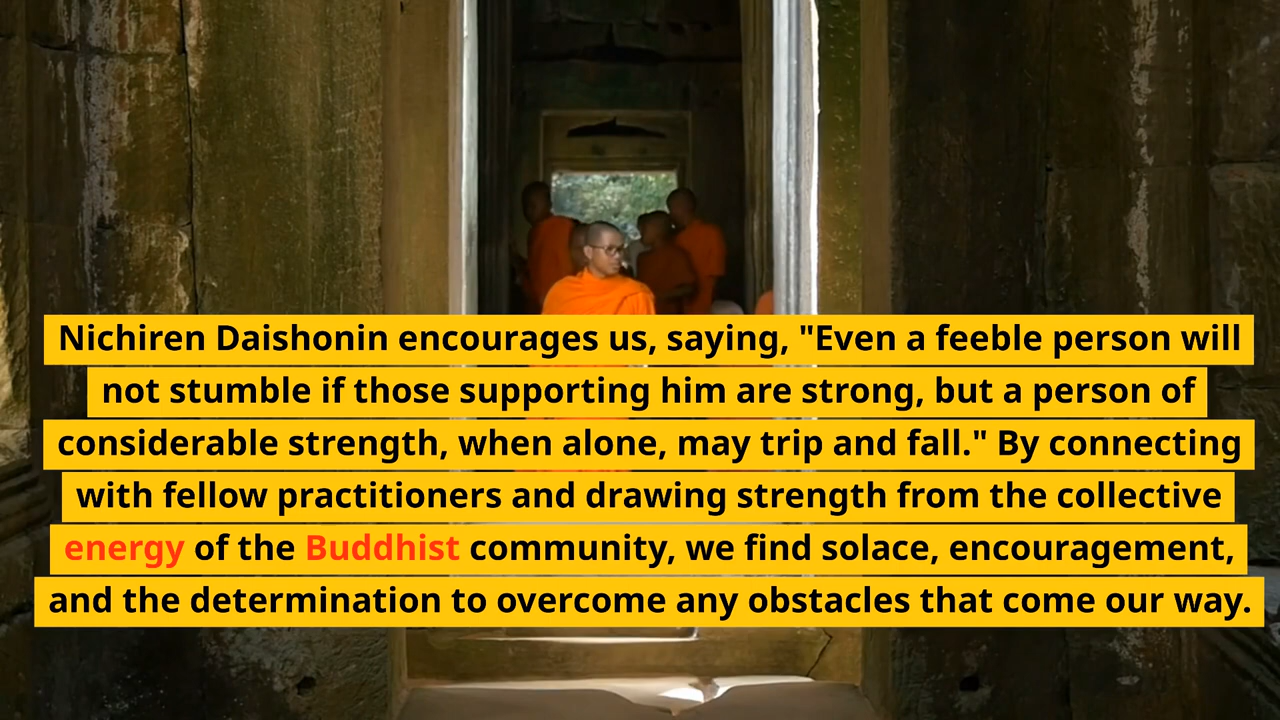 Nichiren Daishonin encourages us, saying, "Even a feeble person will
not stumble if those supporting him are strong, but a person of
considerable strength, when alone, may trip and fall." By connecting
with fellow practitioners and drawing strength from the collective
energy of the Buddhist community, we find solace, encouragement,
and the determination to overcome any obstacles that come our way.